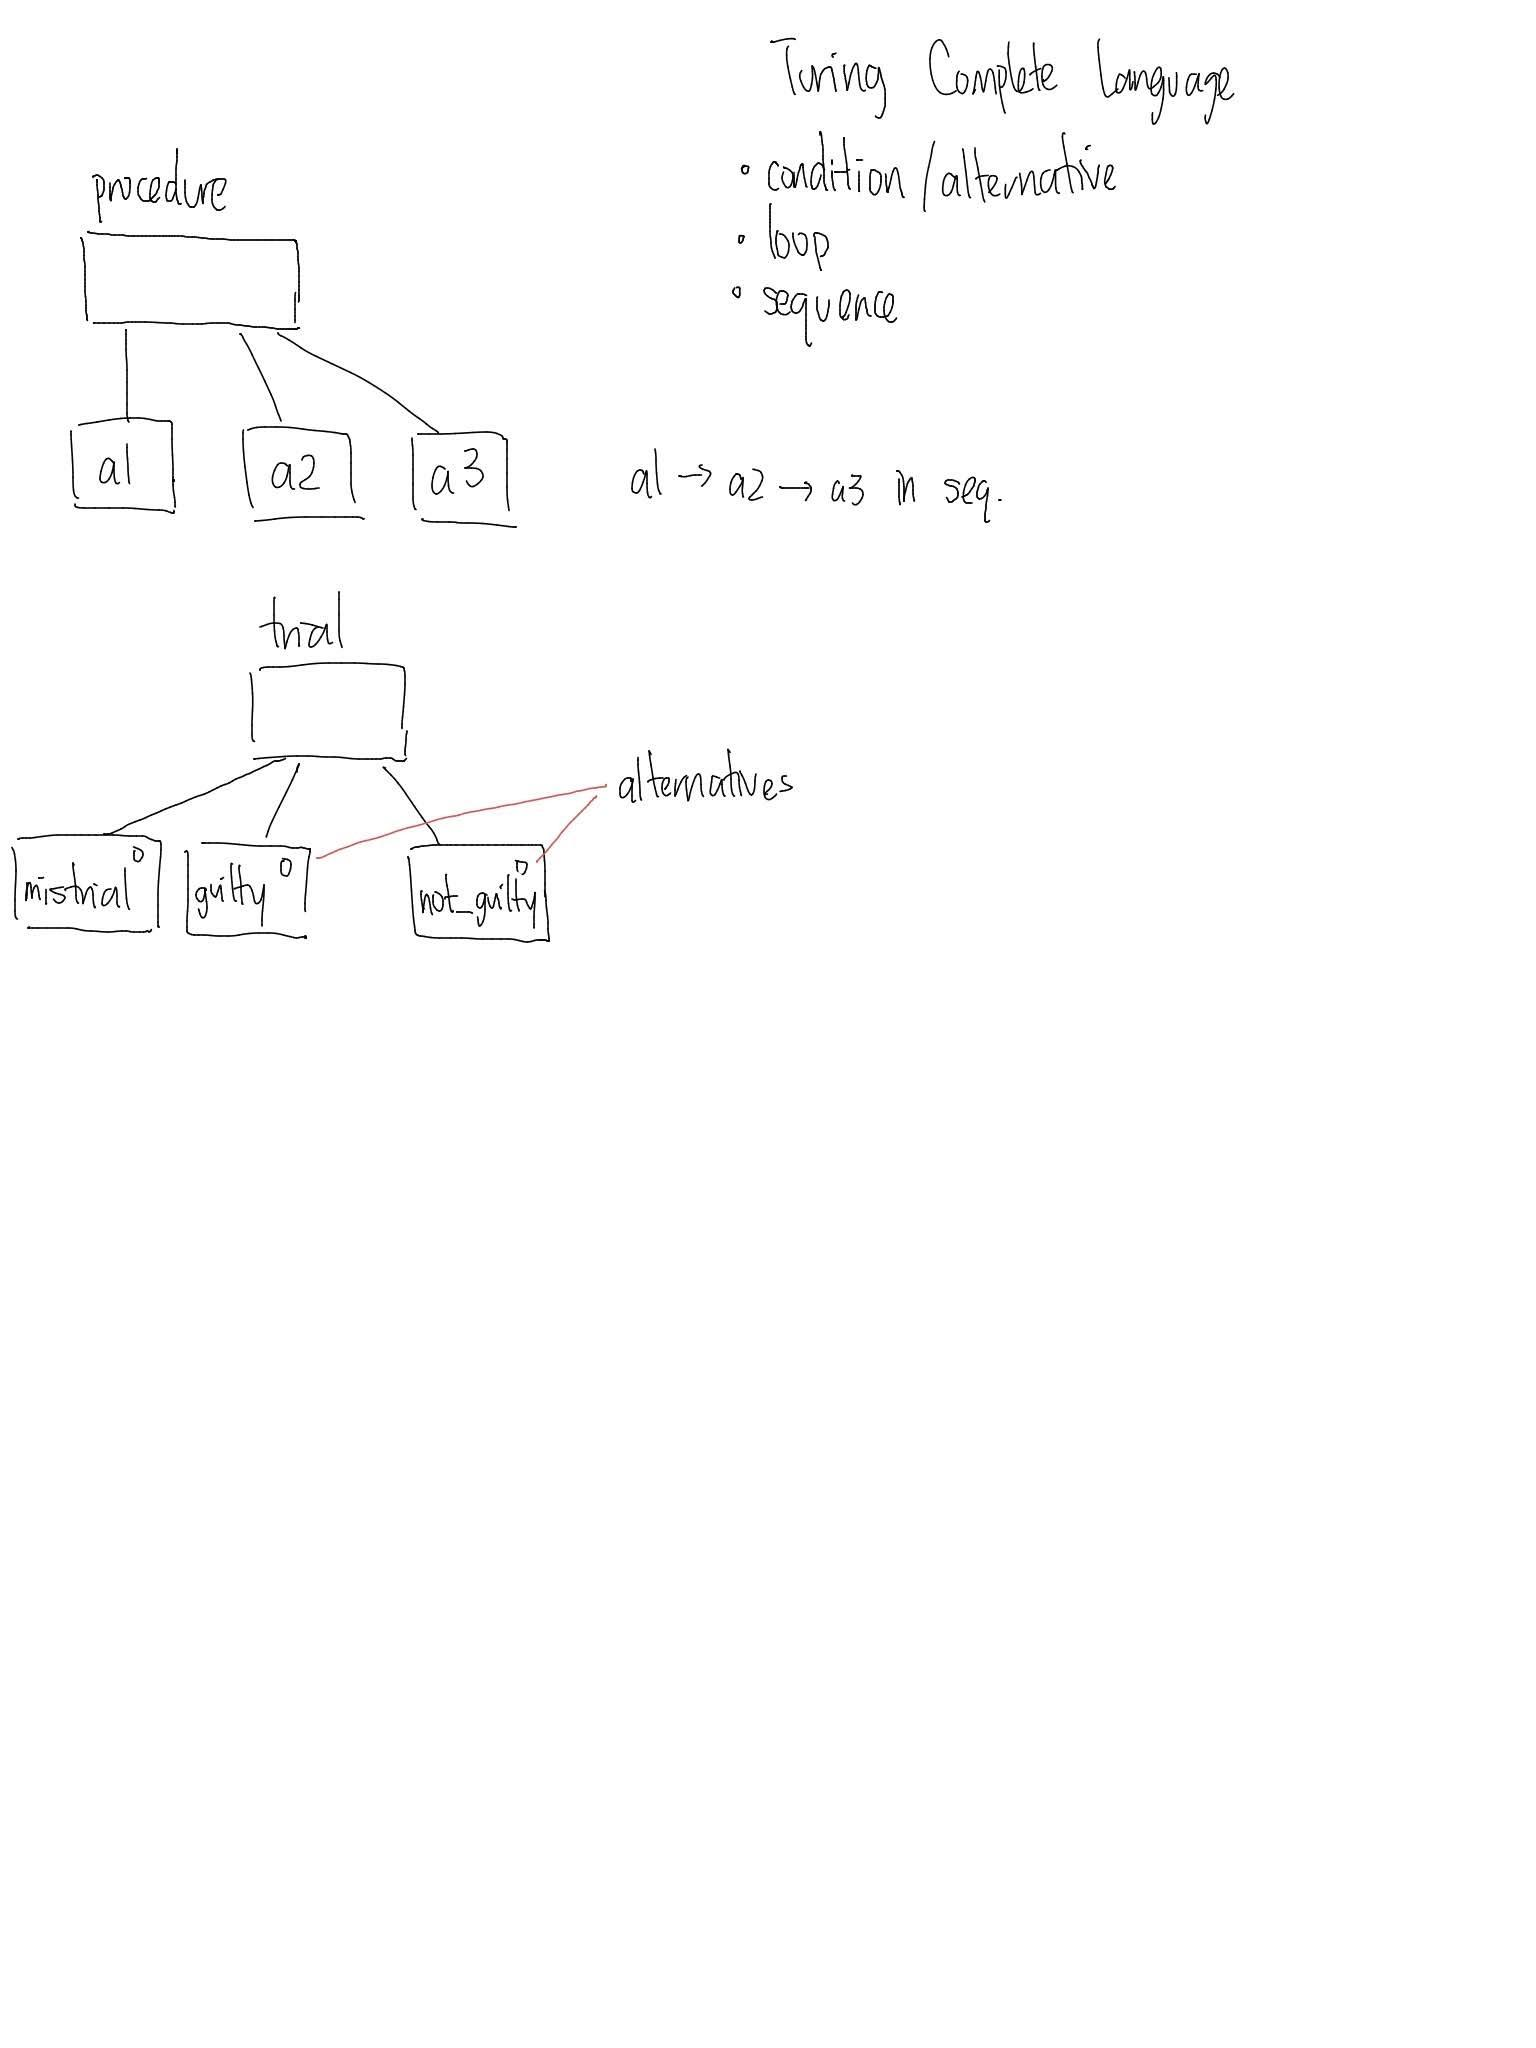 Turing Complete Language
• condition/alternative
• loop
• sequence
procedure
a1 a2 a3
a1 → a2 → a3 in seq.
trial
alternatives
mistrial o guilty o not_guilty o